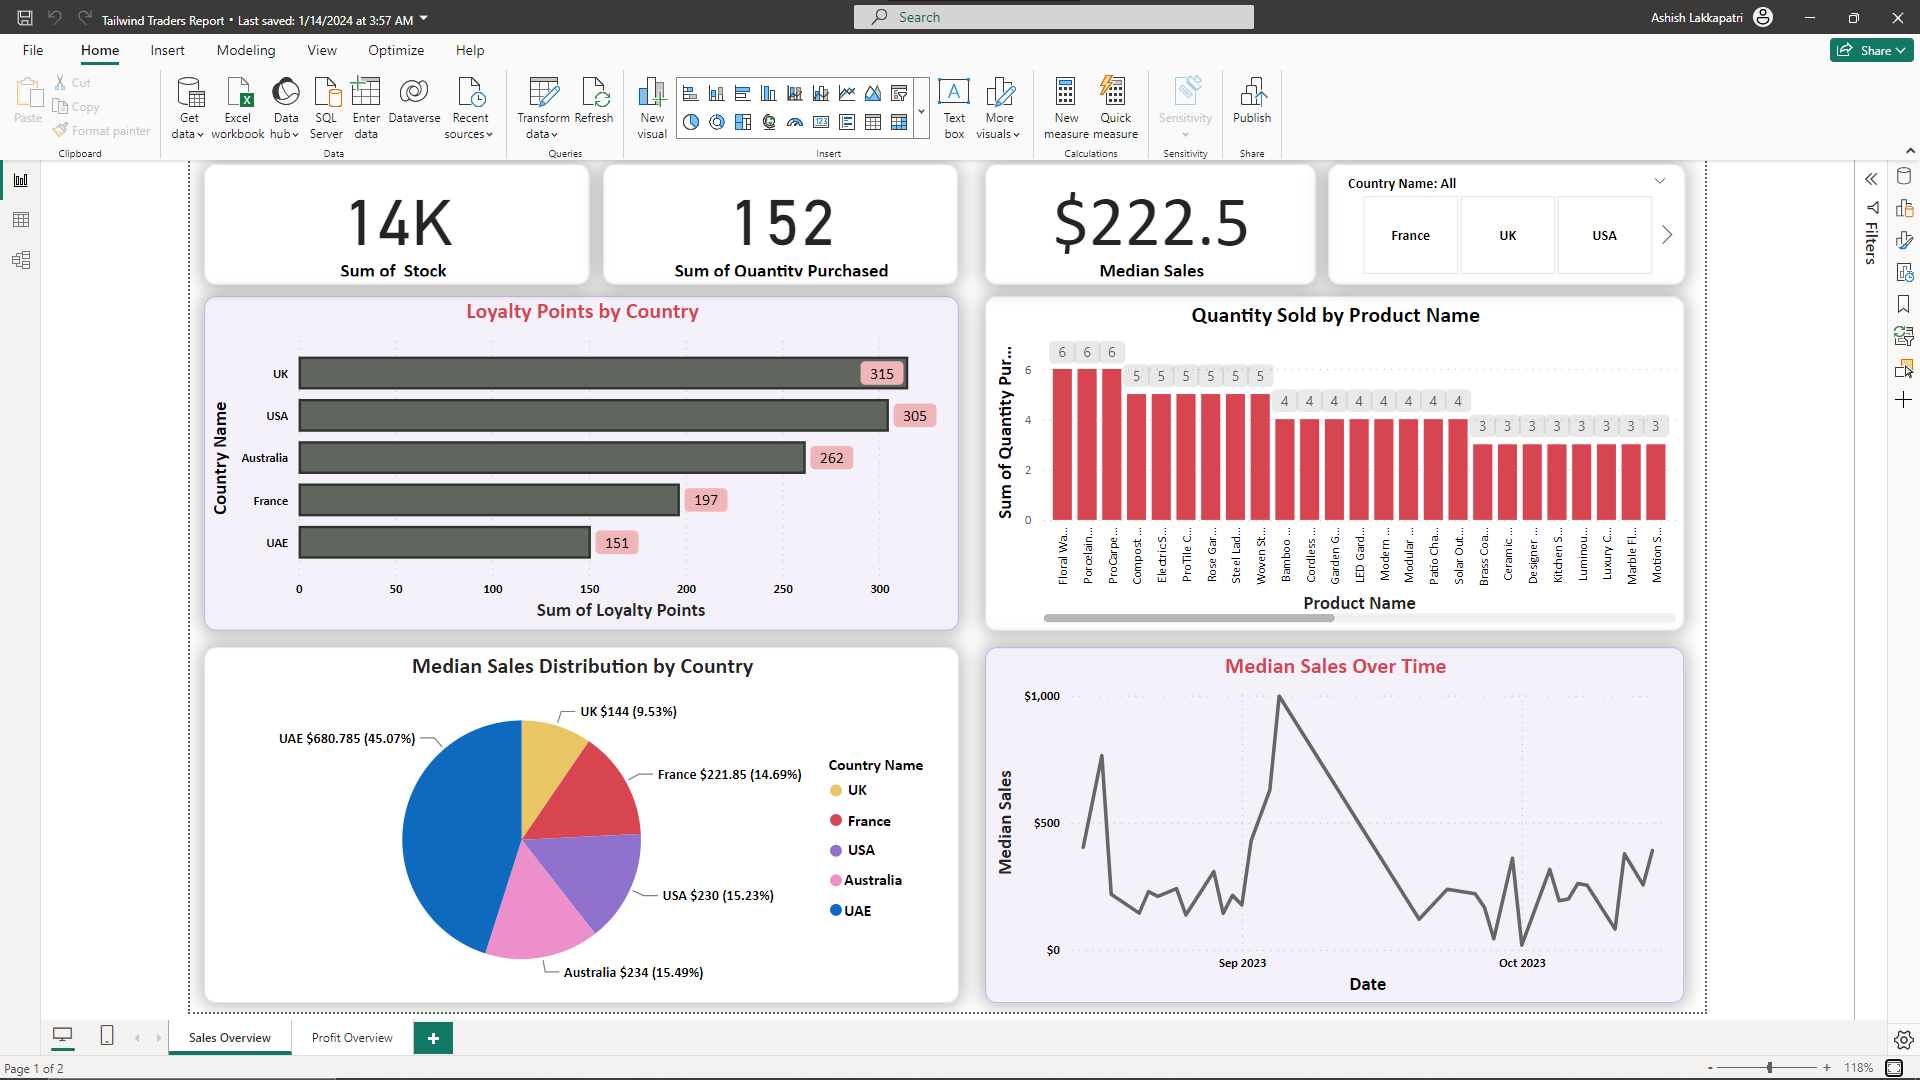 Tailwind Traders Report • Last saved: 1/14/2024 at 3:57 AM
Search
Ashish Lakkapatri
File
Home
Insert
Modeling
View
Optimize
Help
Share
Paste
Cut
Copy
Format painter
Clipboard
Get data
Excel workbook
Data hub
SQL Server
Enter data
Dataverse
Recent sources
Data
Transform data
Refresh
Queries
New visual
Text box
More visuals
Insert
New measure
Quick measure
Calculations
Sensitivity
Sensitivity
Publish
Share
14K
Sum of Stock
152
Sum of Quantity Purchased
$222.5
Median Sales
Country Name: All
France
UK
USA
Filters
Loyalty Points by Country
Country Name
UK
315
USA
305
Australia
262
France
197
UAE
151
0 50 100 150 200 250 300
Sum of Loyalty Points
Quantity Sold by Product Name
Sum of Quantity Pur...
6
4
2
0
6 6 6 5 5 5 5 5 5 4 4 4 4 4 4 4 4 3 3 3 3 3 3 3 3
Floral Wa...
Porcelain...
ProCarpe...
Compost ...
Electric S...
ProTile C...
Rose Gar...
Steel Lad...
Woven St...
Bamboo ...
Cordless ...
Garden G...
LED Gard...
Modern ...
Modular ...
Patio Cha...
Solar Out...
Brass Coa...
Ceramic ...
Designer ...
Kitchen S...
Luminou...
Luxury C...
Marble Fl...
Motion S...
Product Name
Median Sales Distribution by Country
UK $144 (9.53%)
UAE $680.785 (45.07%)
France $221.85 (14.69%)
USA $230 (15.23%)
Australia $234 (15.49%)
Country Name
UK
France
USA
Australia
UAE
Median Sales Over Time
Median Sales
$1,000
$500
$0
Sep 2023
Oct 2023
Date
Sales Overview
Profit Overview
Page 1 of 2
118%